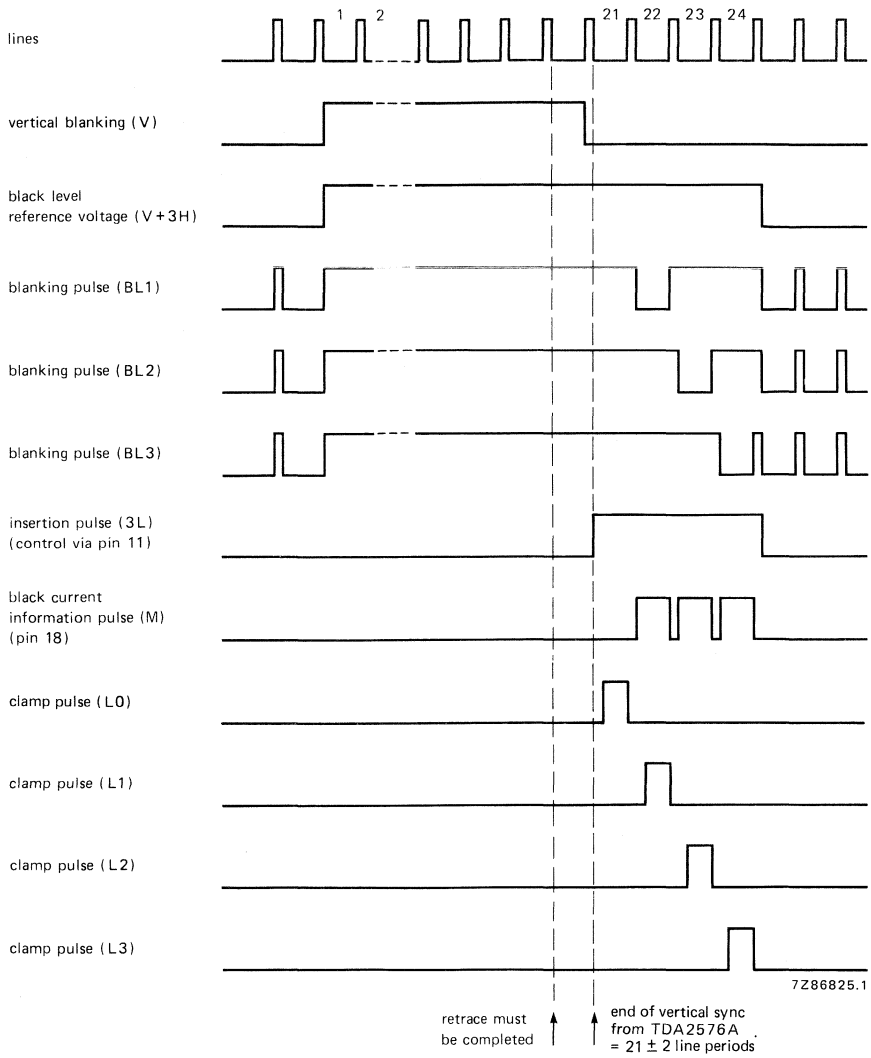 1 2 21 22 23 24
lines
vertical blanking (V)
black level
reference voltage (V+3H)
blanking pulse (BL1)
blanking pulse (BL2)
blanking pulse (BL3)
insertion pulse (3L)
(control via pin 11)
black current
information pulse (M)
(pin 18)
clamp pulse (L0)
clamp pulse (L1)
clamp pulse (L2)
clamp pulse (L3)
7Z86825.1
retrace must
be completed
end of vertical sync
from TDA2576A
= 21 ± 2 line periods